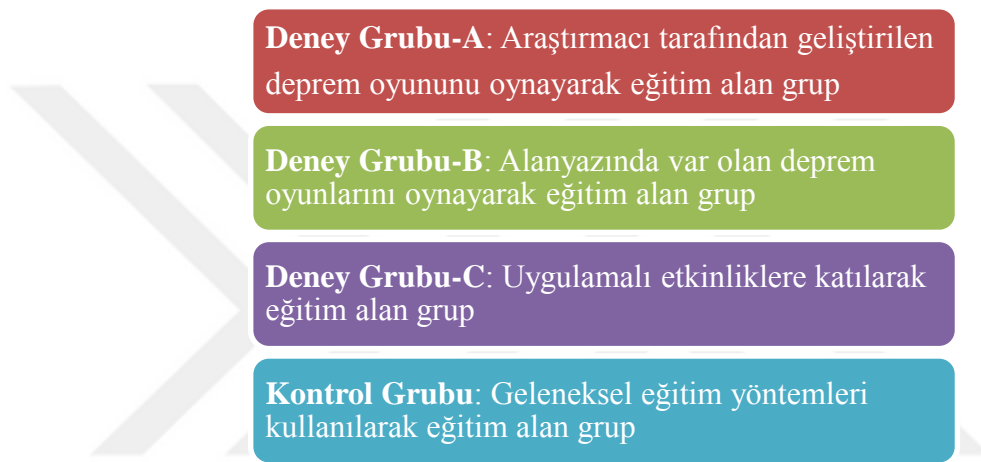 Deney Grubu-A: Araştırmacı tarafından geliştirilen
deprem oyununu oynayarak eğitim alan grup
Deney Grubu-B: Alanyazında var olan deprem
oyunlarını oynayarak eğitim alan grup
Deney Grubu-C: Uygulamalı etkinliklere katılarak
eğitim alan grup
Kontrol Grubu: Geleneksel eğitim yöntemleri
kullanılarak eğitim alan grup